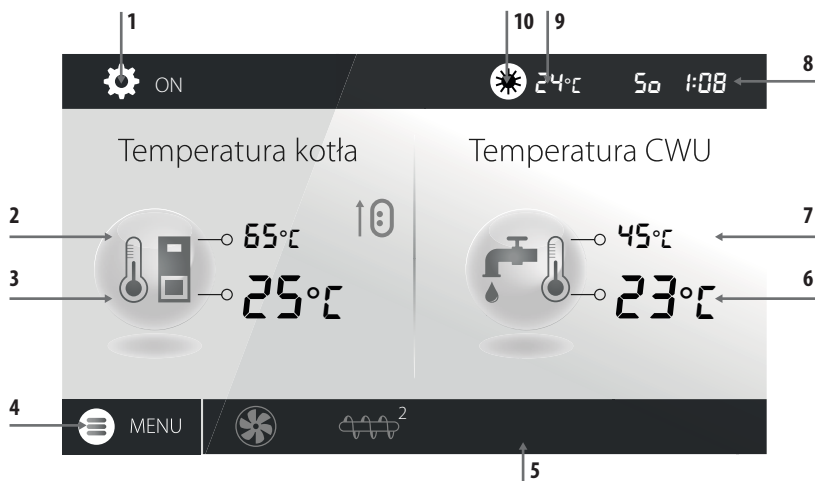 1
10 9
8
ON
24°C So 1:08
Temperatura kotła
Temperatura CWU
2
65°C
45°C
7
3
25°C
23°C
6
4
MENU
2
5